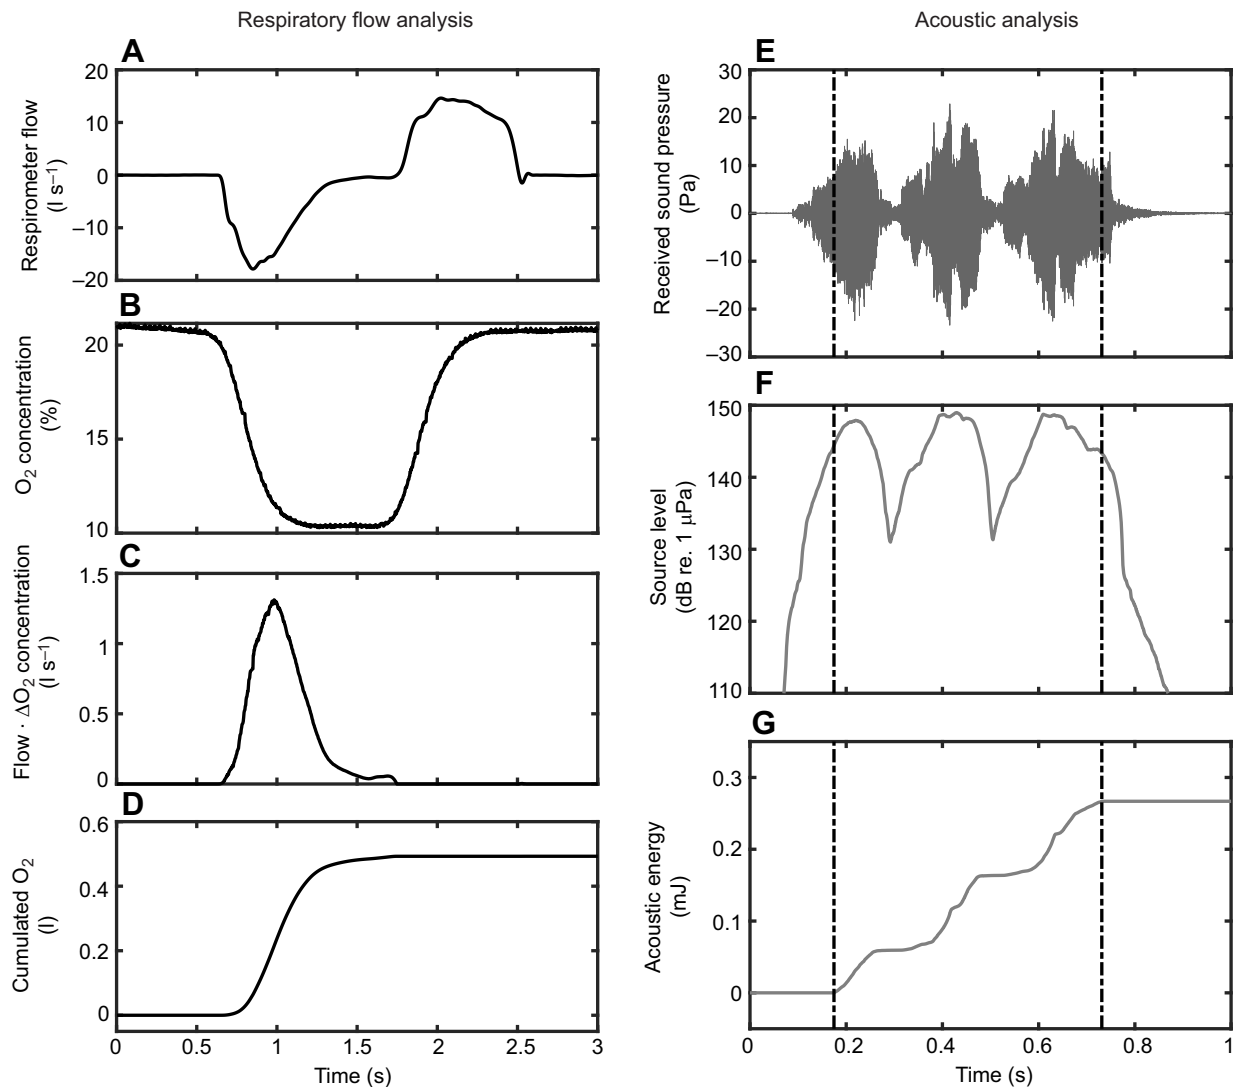 Respiratory flow analysis
A
20
10
0
–10
–20
Respirometer flow
(l s⁻¹)
B
20
15
10
O₂ concentration
(%)
C
1.5
1
0.5
0
Flow · ΔO₂ concentration
(l s⁻¹)
D
0.6
0.4
0.2
0
Cumulated O₂
(l)
0 0.5 1 1.5 2 2.5 3
Time (s)
Acoustic analysis
E
30
20
10
0
–10
–20
–30
Received sound pressure
(Pa)
F
150
140
130
120
110
Source level
(dB re. 1 μPa)
G
0.3
0.2
0.1
0
Acoustic energy
(mJ)
0 0.2 0.4 0.6 0.8 1
Time (s)